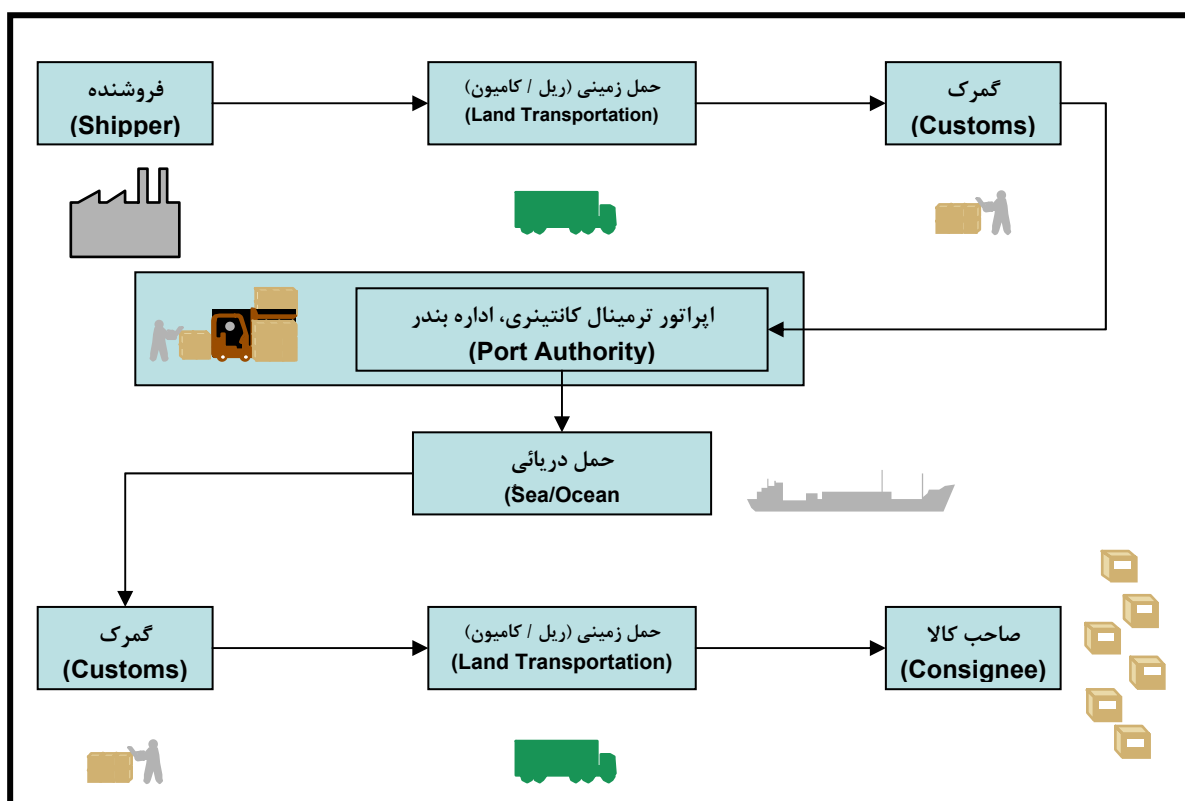 فروشنده
(Shipper)
حمل زمینی (ریل / کامیون)
(Land Transportation)
گمرک
(Customs)
اپراتور ترمینال کانتینری، اداره بندر
(Port Authority)
حمل دریائی
(Sea/Ocean
گمرک
(Customs)
حمل زمینی (ریل / کامیون)
(Land Transportation)
صاحب کالا
(Consignee)